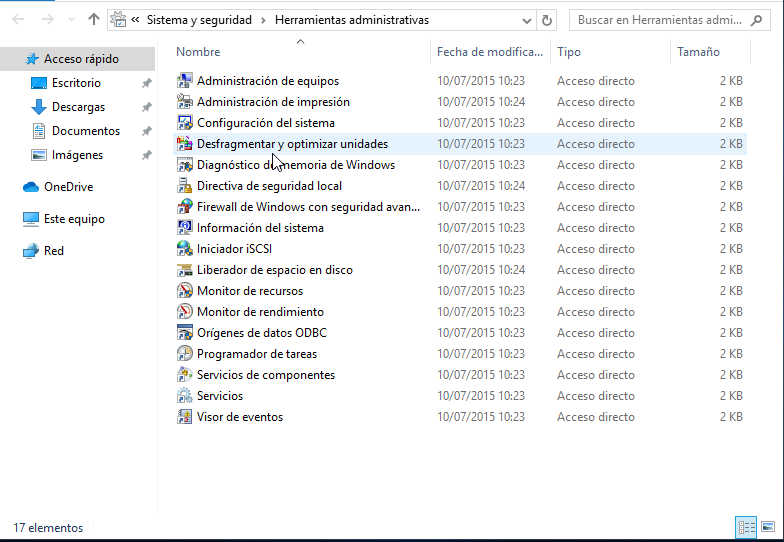 « Sistema y seguridad > Herramientas administrativas
Buscar en Herramientas admi...
Nombre Fecha de modifica... Tipo Tamaño
Acceso rápido
Escritorio
Descargas
Documentos
Imágenes
OneDrive
Este equipo
Red
Administración de equipos 10/07/2015 10:23 Acceso directo 2 KB
Administración de impresión 10/07/2015 10:24 Acceso directo 2 KB
Configuración del sistema 10/07/2015 10:23 Acceso directo 2 KB
Desfragmentar y optimizar unidades 10/07/2015 10:23 Acceso directo 2 KB
Diagnóstico de memoria de Windows 10/07/2015 10:23 Acceso directo 2 KB
Directiva de seguridad local 10/07/2015 10:24 Acceso directo 2 KB
Firewall de Windows con seguridad avan... 10/07/2015 10:23 Acceso directo 2 KB
Información del sistema 10/07/2015 10:23 Acceso directo 2 KB
Iniciador iSCSI 10/07/2015 10:23 Acceso directo 2 KB
Liberador de espacio en disco 10/07/2015 10:24 Acceso directo 2 KB
Monitor de recursos 10/07/2015 10:23 Acceso directo 2 KB
Monitor de rendimiento 10/07/2015 10:23 Acceso directo 2 KB
Orígenes de datos ODBC 10/07/2015 10:23 Acceso directo 2 KB
Programador de tareas 10/07/2015 10:23 Acceso directo 2 KB
Servicios de componentes 10/07/2015 10:23 Acceso directo 2 KB
Servicios 10/07/2015 10:23 Acceso directo 2 KB
Visor de eventos 10/07/2015 10:23 Acceso directo 2 KB
17 elementos